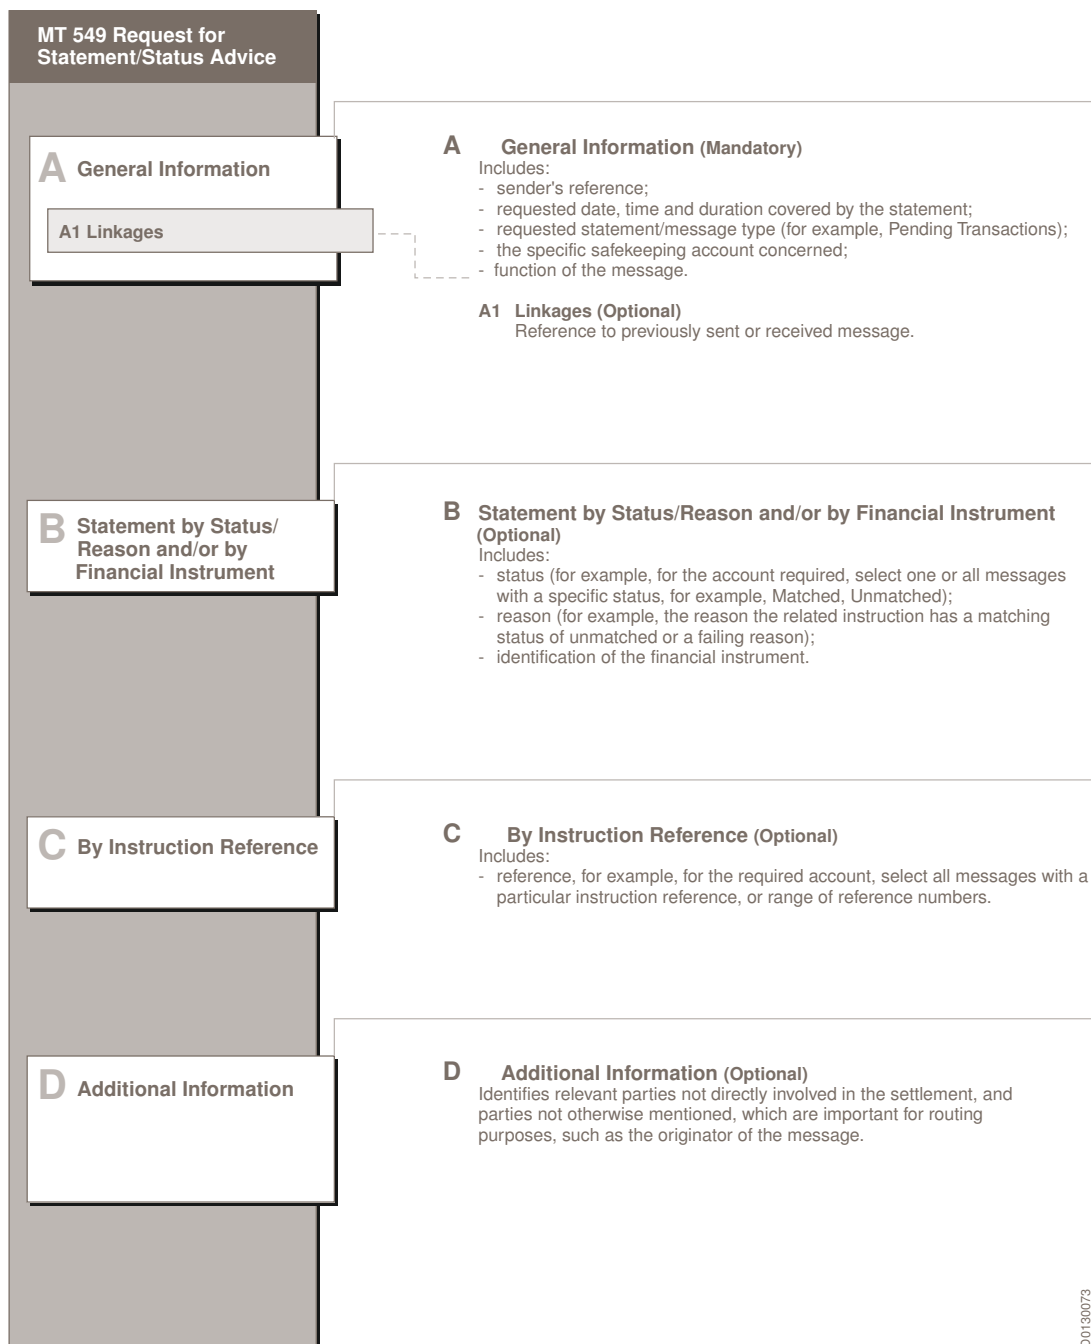 MT 549 Request for
Statement/Status Advice
A General Information
A1 Linkages
A General Information (Mandatory)
Includes:
- sender's reference;
- requested date, time and duration covered by the statement;
- requested statement/message type (for example, Pending Transactions);
- the specific safekeeping account concerned;
- function of the message.
A1 Linkages (Optional)
Reference to previously sent or received message.
B Statement by Status/
Reason and/or by
Financial Instrument
B Statement by Status/Reason and/or by Financial Instrument
(Optional)
Includes:
- status (for example, for the account required, select one or all messages
with a specific status, for example, Matched, Unmatched);
- reason (for example, the reason the related instruction has a matching
status of unmatched or a failing reason);
- identification of the financial instrument.
C By Instruction Reference
C By Instruction Reference (Optional)
Includes:
- reference, for example, for the required account, select all messages with a
particular instruction reference, or range of reference numbers.
D Additional Information
D Additional Information (Optional)
Identifies relevant parties not directly involved in the settlement, and
parties not otherwise mentioned, which are important for routing
purposes, such as the originator of the message.
D0130073